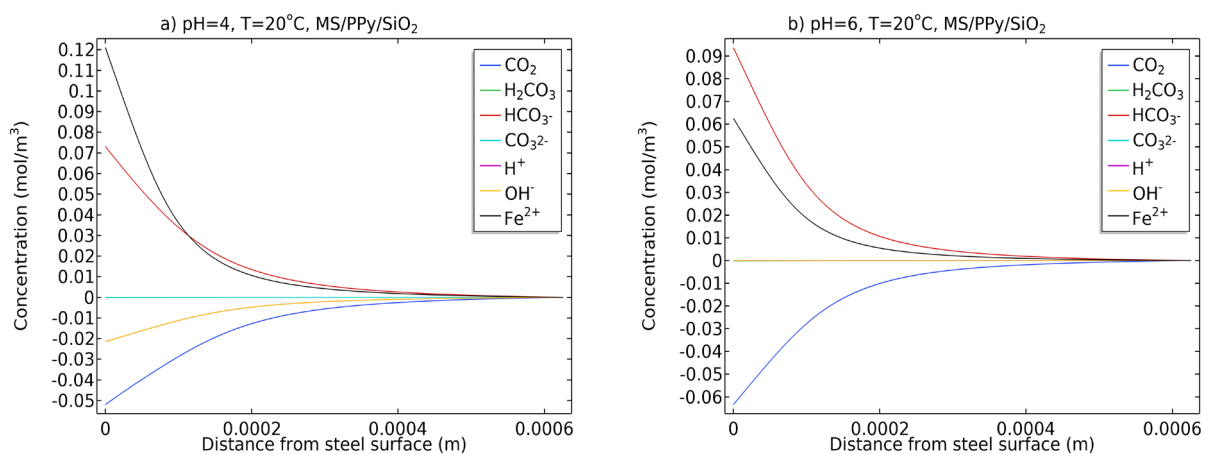 a) pH=4, T=20°C, MS/PPy/SiO₂
Concentration (mol/m³)
0.12
0.11
0.1
0.09
0.08
0.07
0.06
0.05
0.04
0.03
0.02
0.01
0
-0.01
-0.02
-0.03
-0.04
-0.05
CO₂
H₂CO₃
HCO₃-
CO₃²-
H⁺
OH⁻
Fe²⁺
0 0.0002 0.0004 0.0006
Distance from steel surface (m)
b) pH=6, T=20°C, MS/PPy/SiO₂
Concentration (mol/m³)
0.09
0.08
0.07
0.06
0.05
0.04
0.03
0.02
0.01
0
-0.01
-0.02
-0.03
-0.04
-0.05
-0.06
CO₂
H₂CO₃
HCO₃-
CO₃²-
H⁺
OH⁻
Fe²⁺
0 0.0002 0.0004 0.0006
Distance from steel surface (m)